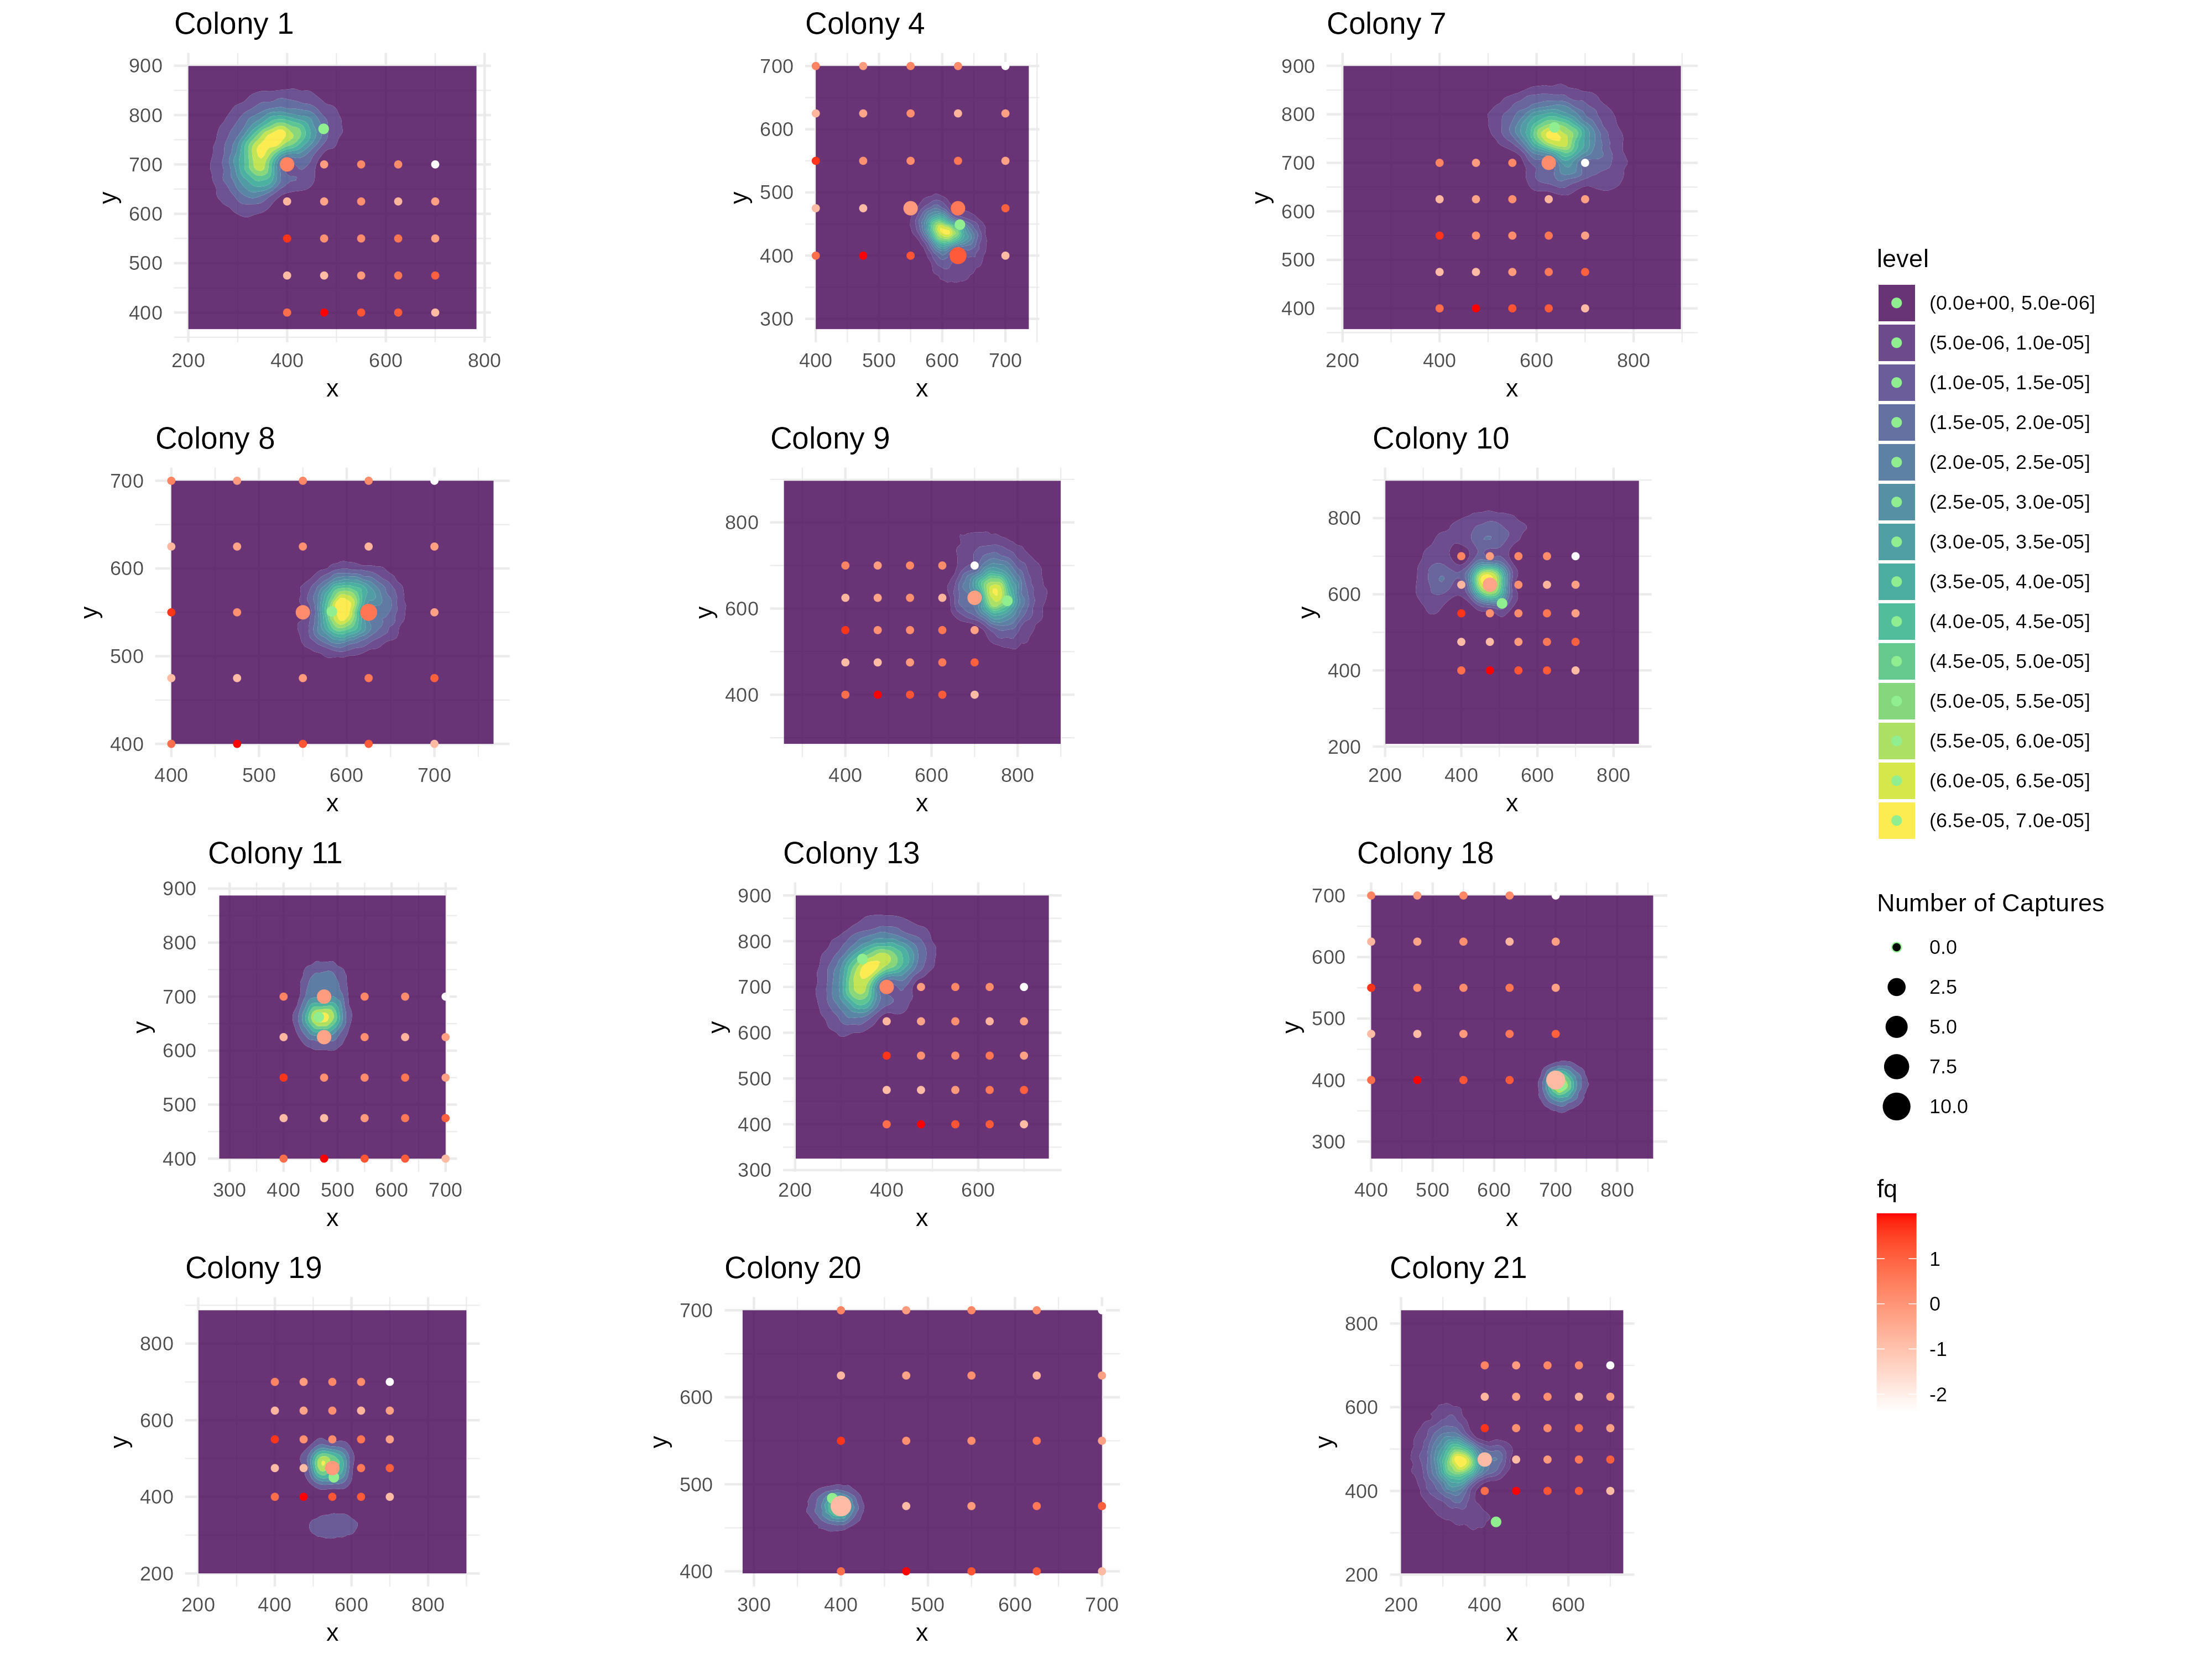 Colony 1
Colony 4
Colony 7
900
800
700
600
500
400
y
200 400 600 800
x
700
600
500
400
300
y
400 500 600 700
x
900
800
700
600
500
400
y
200 400 600 800
x
Colony 8
Colony 9
Colony 10
700
600
500
400
y
400 500 600 700
x
800
600
400
y
400 600 800
x
800
600
400
200
y
200 400 600 800
x
Colony 11
Colony 13
Colony 18
900
800
700
600
500
400
y
300 400 500 600 700
x
900
800
700
600
500
400
300
y
200 400 600
x
700
600
500
400
300
y
400 500 600 700 800
x
Colony 19
Colony 20
Colony 21
800
600
400
200
y
200 400 600 800
x
700
600
500
400
y
300 400 500 600 700
x
800
600
400
200
y
200 400 600
x
level
(0.0e+00, 5.0e-06]
(5.0e-06, 1.0e-05]
(1.0e-05, 1.5e-05]
(1.5e-05, 2.0e-05]
(2.0e-05, 2.5e-05]
(2.5e-05, 3.0e-05]
(3.0e-05, 3.5e-05]
(3.5e-05, 4.0e-05]
(4.0e-05, 4.5e-05]
(4.5e-05, 5.0e-05]
(5.0e-05, 5.5e-05]
(5.5e-05, 6.0e-05]
(6.0e-05, 6.5e-05]
(6.5e-05, 7.0e-05]
Number of Captures
0.0
2.5
5.0
7.5
10.0
fq
1
0
-1
-2